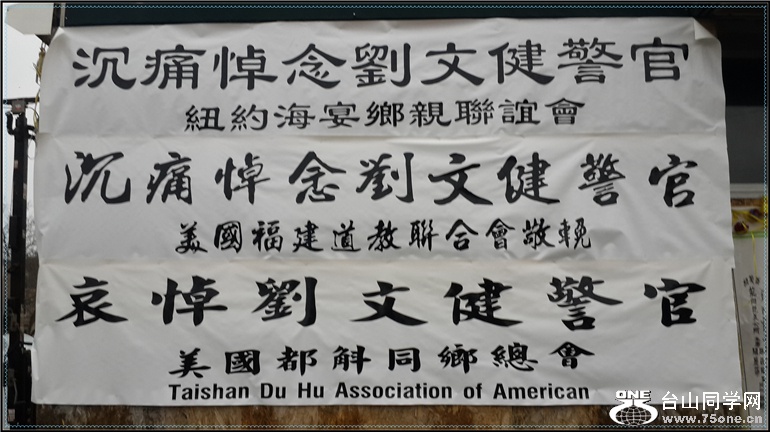 沉痛悼念劉文健警官
紐約海宴鄉親聯誼會
沉痛悼念劉文健警官
美國福建道教聯合會敬輓
哀悼劉文健警官
美國都斛同鄉總會
Taishan Du Hu Association of American
ONE
台山同学网
www.75one.cn